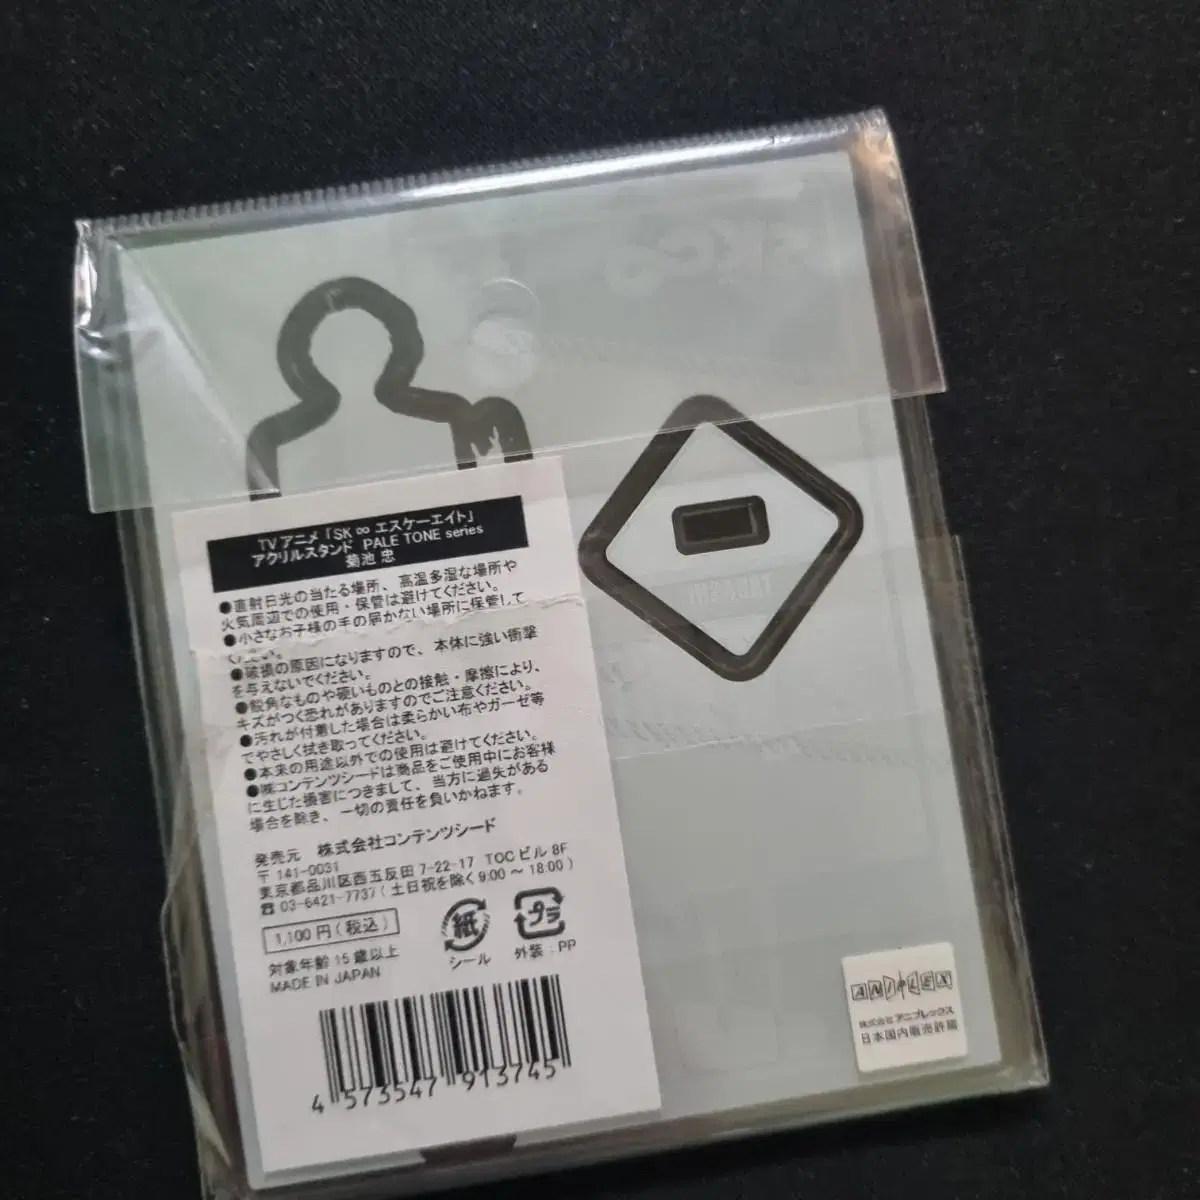 TVアニメ「SK∞ エスケーエイト」
アクリルスタンド PALE TONE series
菊池 忠
●直射日光の当たる場所、高温多湿な場所や
火気周辺での使用・保管は避けてください。
●小さなお子様の手の届かない場所に保管して
ください。
●破損の原因になりますので、本体に強い衝撃
を与えないでください。
●鋭角なものや硬いものとの接触・摩擦により、
キズがつく恐れがありますのでご注意ください。
●汚れが付着した場合は柔らかい布やガーゼ等
でやさしく拭き取ってください。
●本来の用途以外での使用は避けてください。
●㈱コンテンツシードは商品をご使用中にお客様
に生じた損害につきまして、当方に過失がある
場合を除き、一切の責任を負いかねます。
発売元 株式会社コンテンツシード
〒141-0031
東京都品川区西五反田7-22-17 TOCビル 8F
☎03-6421-7737(土日祝を除く9:00～18:00)
1,100円(税込)
紙
シール
プラ
外装:PP
対象年齢15歳以上
MADE IN JAPAN
4 573547 913745
ANIPLEX
株式会社 アニプレックス
日本国内販売許諾